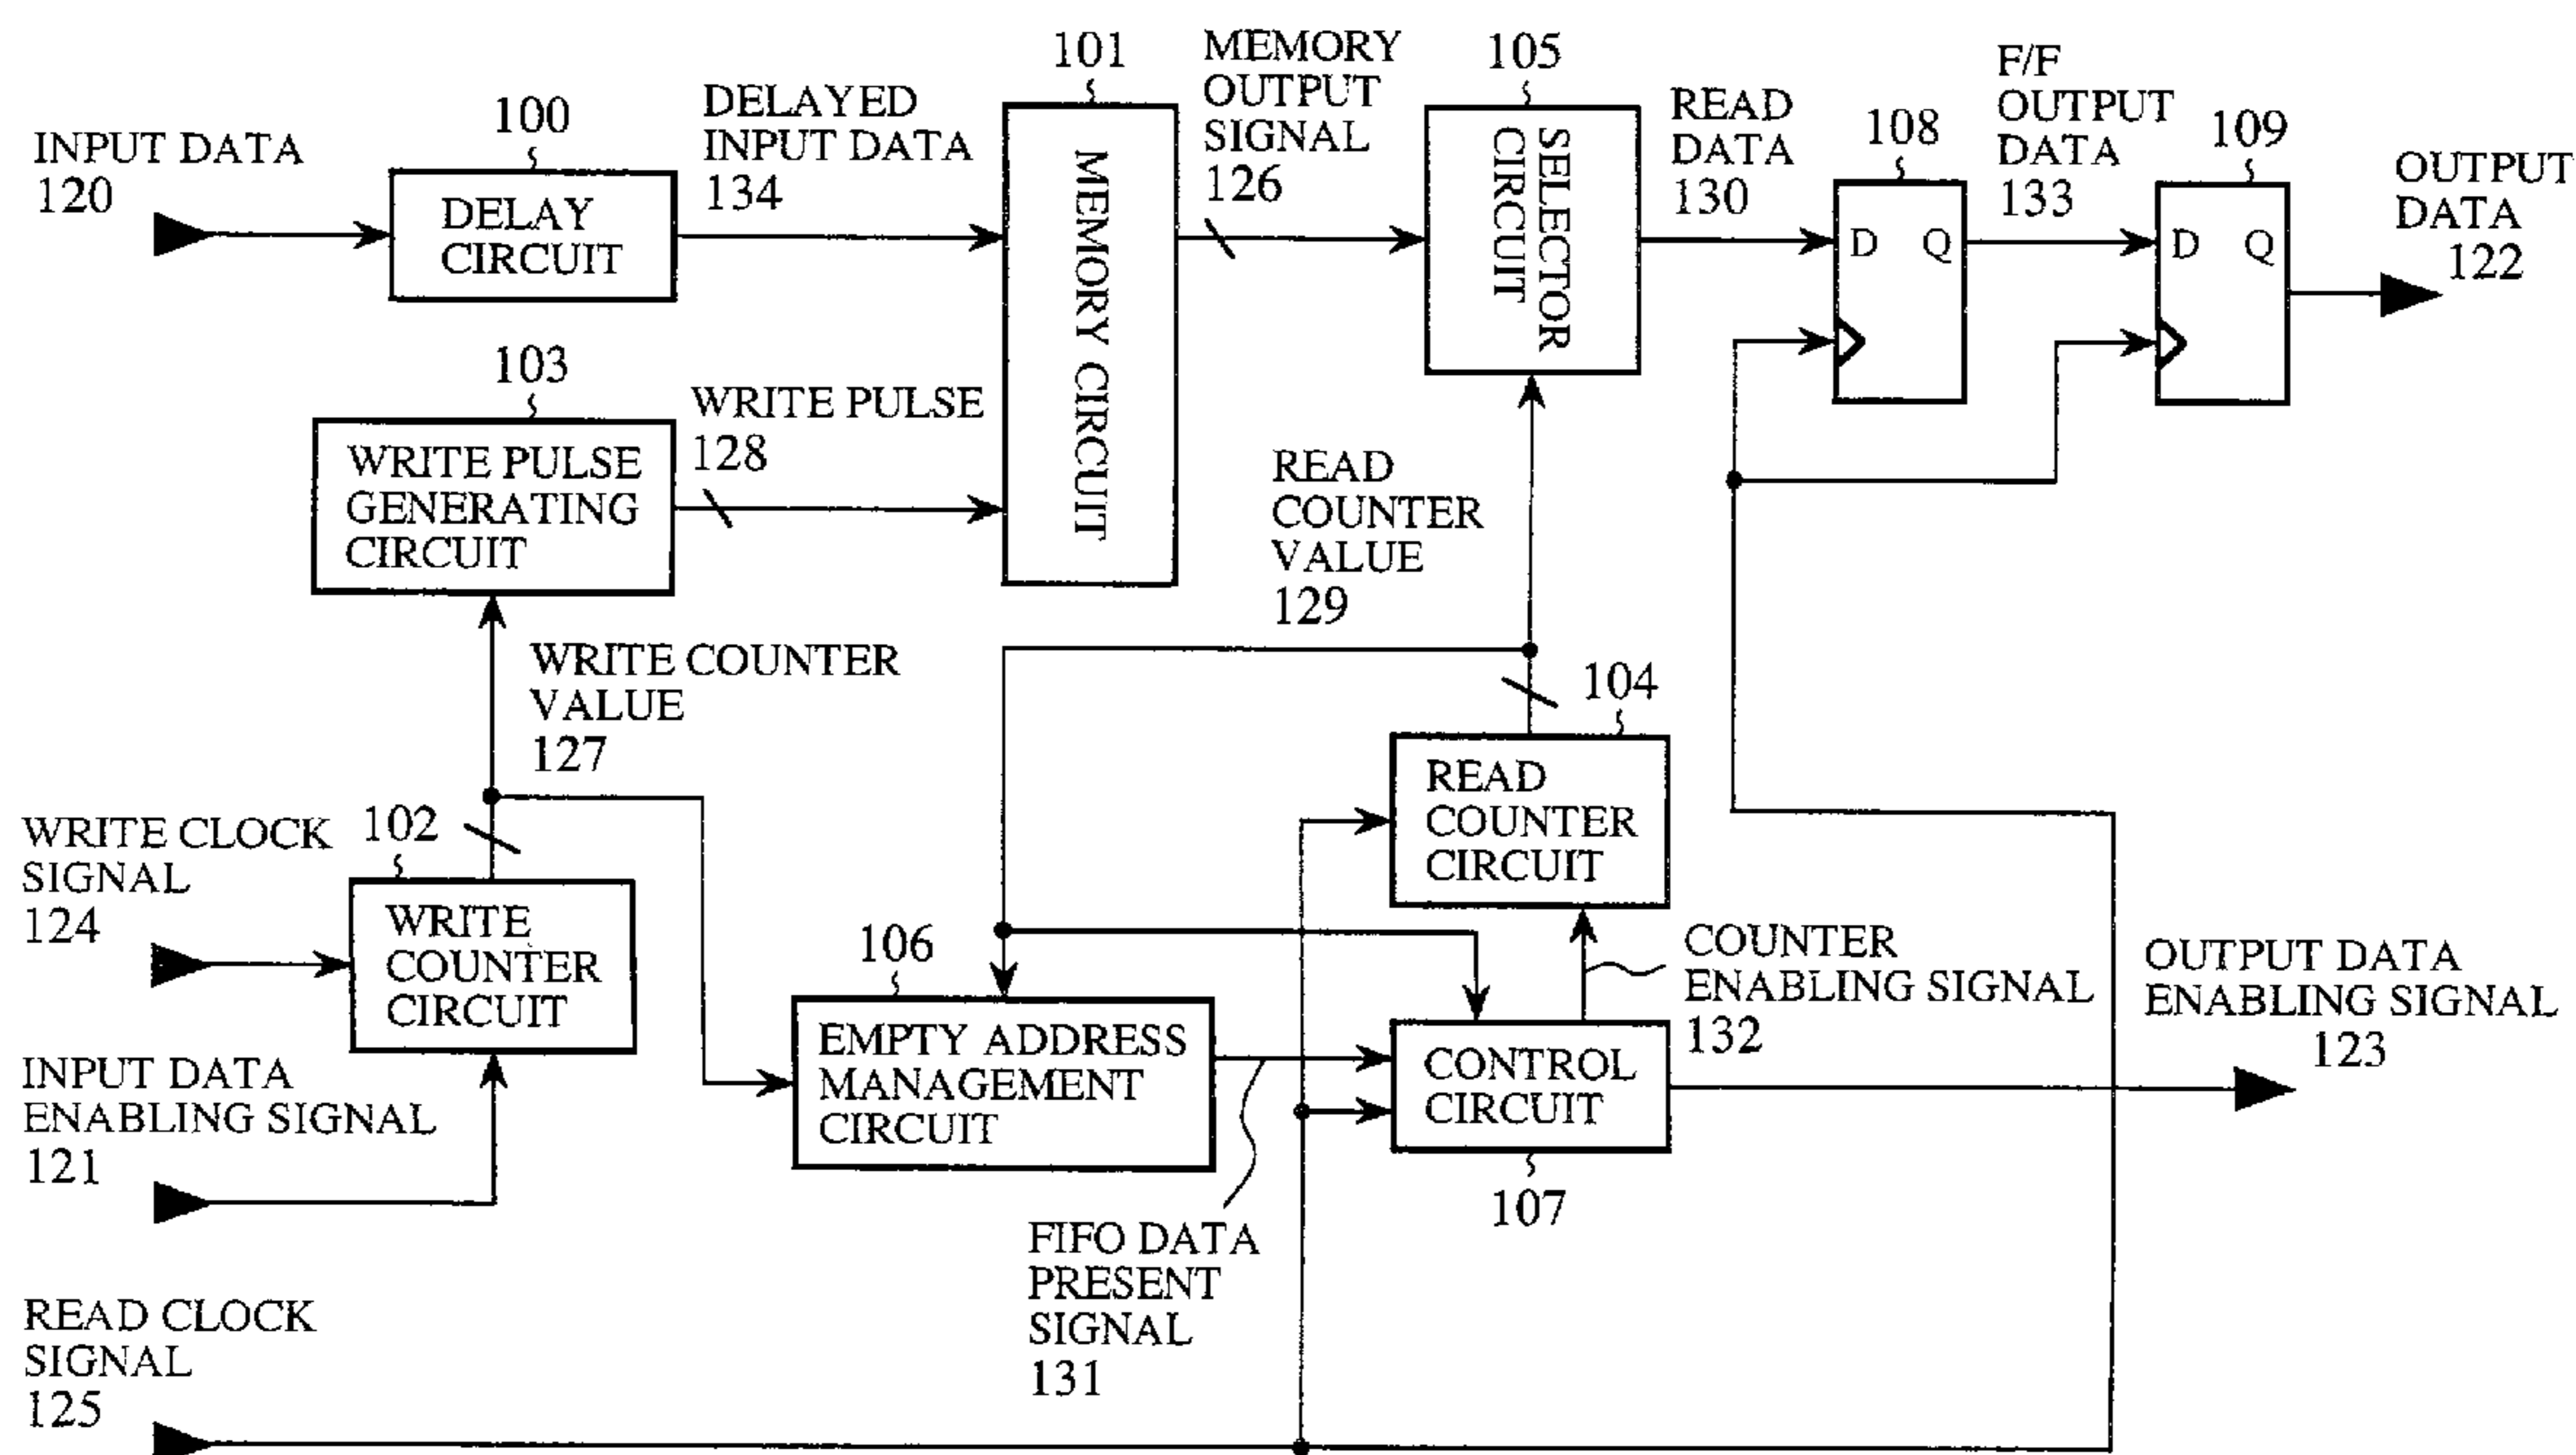 INPUT DATA
120
100
DELAY
CIRCUIT
DELAYED
INPUT DATA
134
101
MEMORY CIRCUIT
MEMORY
OUTPUT
SIGNAL
126
105
SELECTOR
CIRCUIT
READ
DATA
130
108
D Q
F/F
OUTPUT
DATA
133
109
D Q
OUTPUT
DATA
122
103
WRITE PULSE
GENERATING
CIRCUIT
WRITE PULSE
128
READ
COUNTER
VALUE
129
WRITE COUNTER
VALUE
127
104
READ
COUNTER
CIRCUIT
WRITE CLOCK
SIGNAL
124
102
WRITE
COUNTER
CIRCUIT
INPUT DATA
ENABLING SIGNAL
121
106
EMPTY ADDRESS
MANAGEMENT
CIRCUIT
CONTROL
CIRCUIT
107
COUNTER
ENABLING SIGNAL
132
OUTPUT DATA
ENABLING SIGNAL
123
FIFO DATA
PRESENT
SIGNAL
131
READ CLOCK
SIGNAL
125